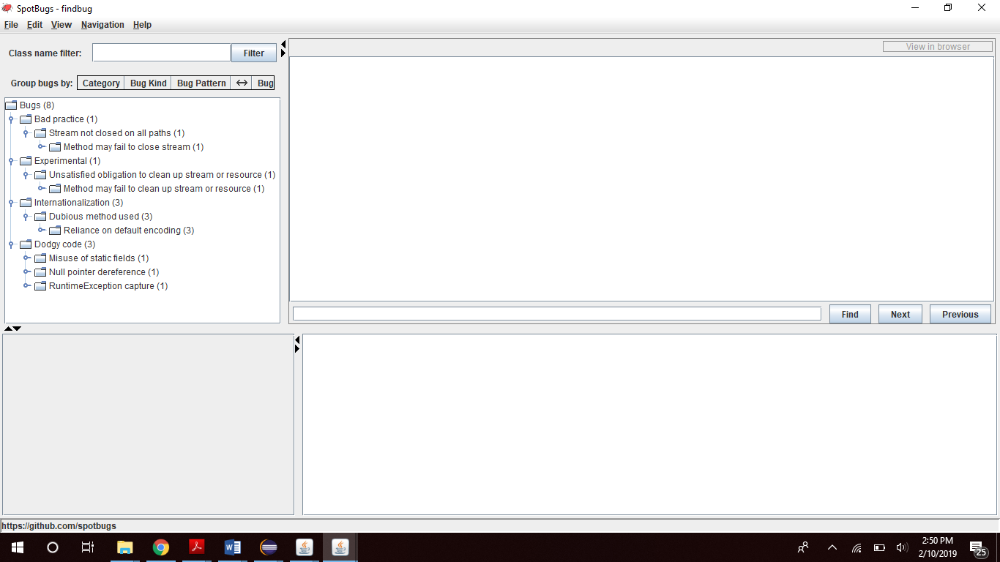 SpotBugs - findbug
File Edit View Navigation Help
Class name filter: Filter
View in browser
Group bugs by: Category Bug Kind Bug Pattern ↔ Bug
Bugs (8)
Bad practice (1)
Stream not closed on all paths (1)
Method may fail to close stream (1)
Experimental (1)
Unsatisfied obligation to clean up stream or resource (1)
Method may fail to clean up stream or resource (1)
Internationalization (3)
Dubious method used (3)
Reliance on default encoding (3)
Dodgy code (3)
Misuse of static fields (1)
Null pointer dereference (1)
RuntimeException capture (1)
Find Next Previous
https://github.com/spotbugs
2:50 PM
2/10/2019
25